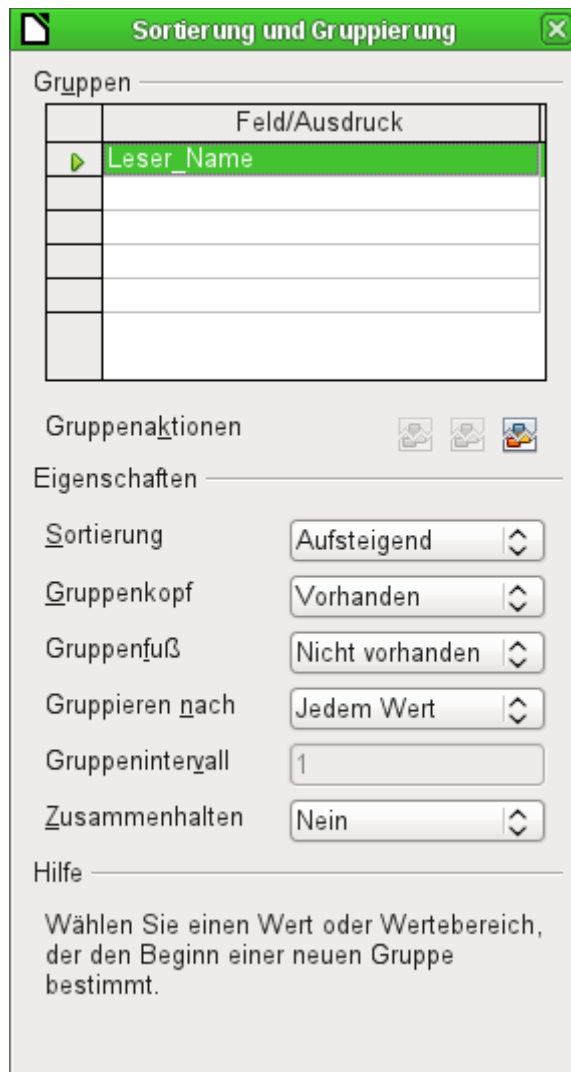 Sortierung und Gruppierung
Gruppen
Feld/Ausdruck
Leser_Name
Gruppenaktionen
Eigenschaften
Sortierung
Aufsteigend
Gruppenkopf
Vorhanden
Gruppenfuß
Nicht vorhanden
Gruppieren nach
Jedem Wert
Gruppenintervall
1
Zusammenhalten
Nein
Hilfe
Wählen Sie einen Wert oder Wertebereich,
der den Beginn einer neuen Gruppe
bestimmt.